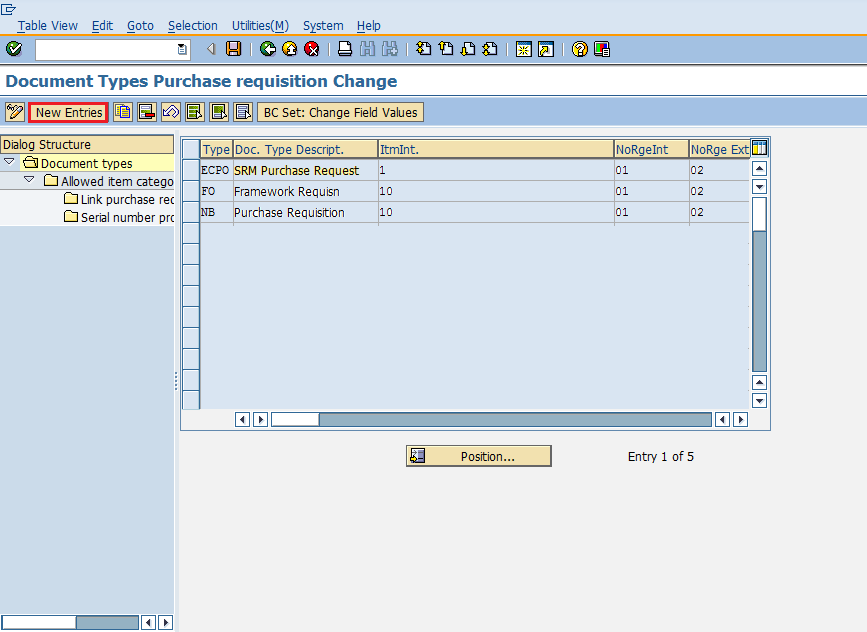 Table View Edit Goto Selection Utilities(M) System Help
Document Types Purchase requisition Change
New Entries BC Set: Change Field Values
Dialog Structure
Document types
Allowed item catego
Link purchase rec
Serial number pro
Type Doc. Type Descript. ItmInt. NoRgeInt NoRge Ext
ECPO SRM Purchase Request 1 01 02
FO Framework Requisn 10 01 02
NB Purchase Requisition 10 01 02
Position... Entry 1 of 5